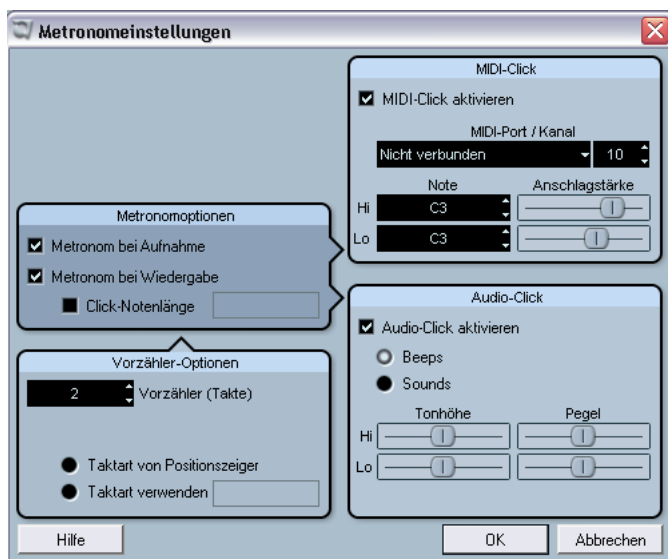 Metronomeinstellungen
Metronomoptionen
Metronom bei Aufnahme
Metronom bei Wiedergabe
Click-Notenlänge
Vorzähler-Optionen
2 Vorzähler (Takte)
Taktart von Positionszeiger
Taktart verwenden
MIDI-Click
MIDI-Click aktivieren
MIDI-Port / Kanal
Nicht verbunden 10
Note Anschlagstärke
Hi C3
Lo C3
Audio-Click
Audio-Click aktivieren
Beeps
Sounds
Tonhöhe Pegel
Hi
Lo
Hilfe OK Abbrechen